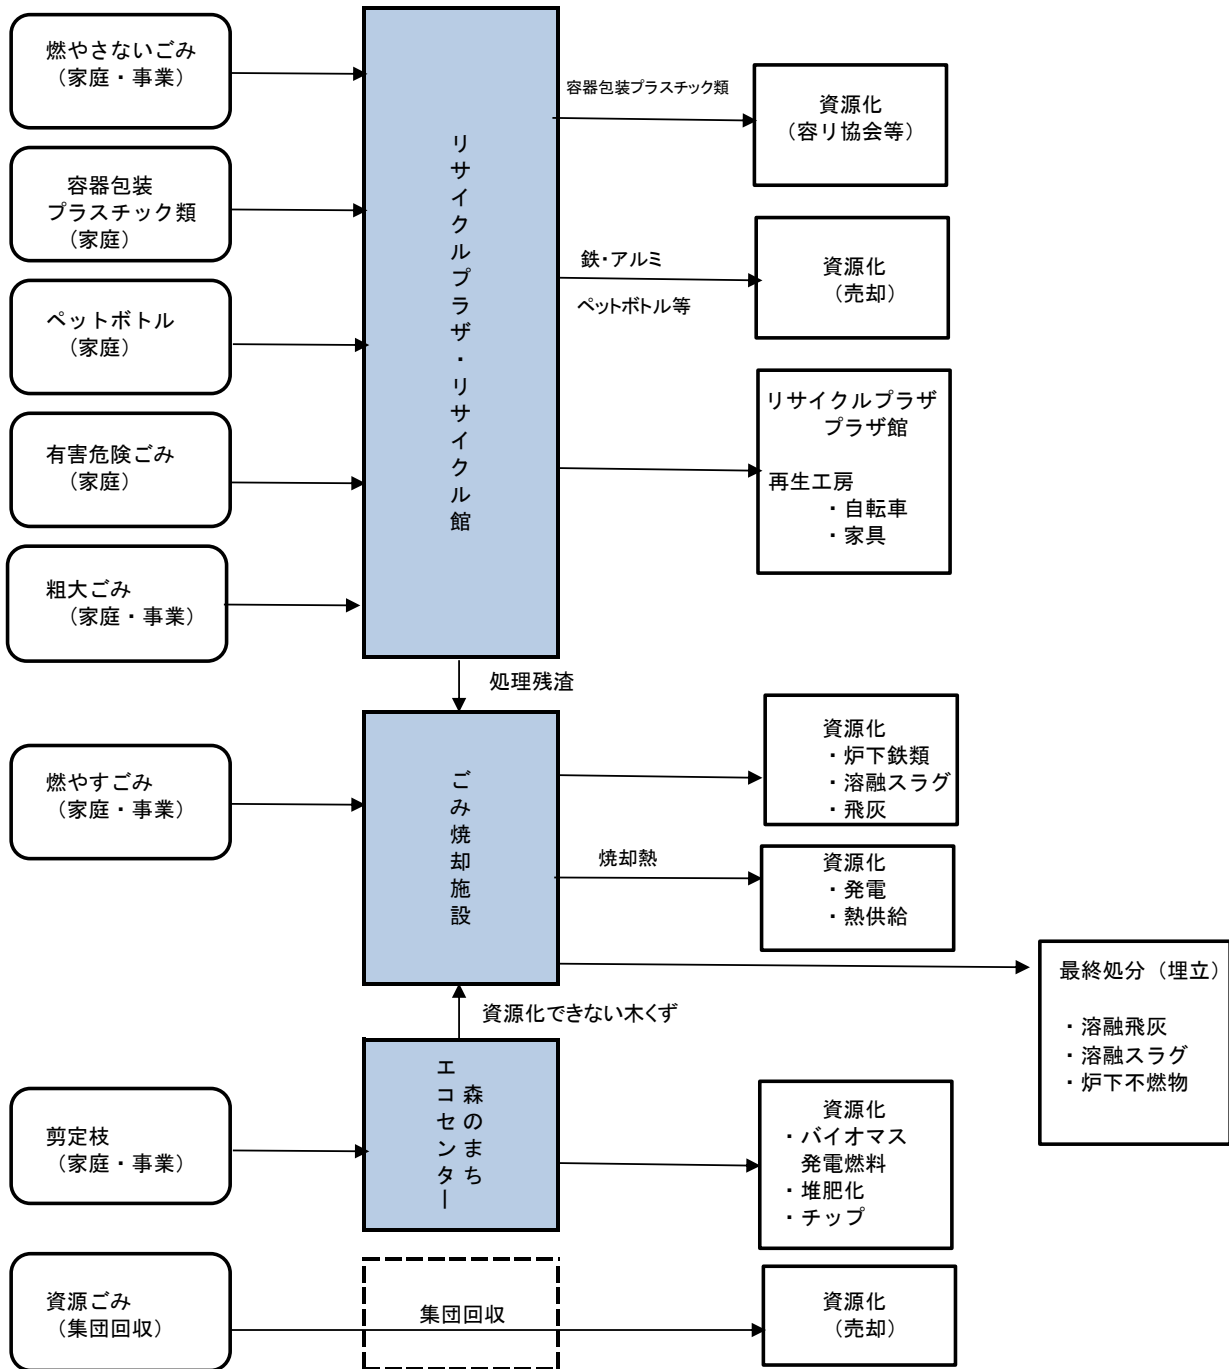 燃やさないごみ
（家庭・事業）
容器包装
プラスチック類
（家庭）
ペットボトル
（家庭）
有害危険ごみ
（家庭）
粗大ごみ
（家庭・事業）
リサイクルプラザ・リサイクル館
容器包装プラスチック類
資源化
（容リ協会等）
鉄・アルミ
ペットボトル等
資源化
（売却）
リサイクルプラザ
プラザ館
再生工房
・自転車
・家具
処理残渣
燃やすごみ
（家庭・事業）
ごみ焼却施設
資源化
・炉下鉄類
・溶融スラグ
・飛灰
焼却熱
資源化
・発電
・熱供給
最終処分（埋立）
・溶融飛灰
・溶融スラグ
・炉下不燃物
資源化できない木くず
剪定枝
（家庭・事業）
森のまち
エコセンター
資源化
・バイオマス
発電燃料
・堆肥化
・チップ
資源ごみ
（集団回収）
集団回収
資源化
（売却）